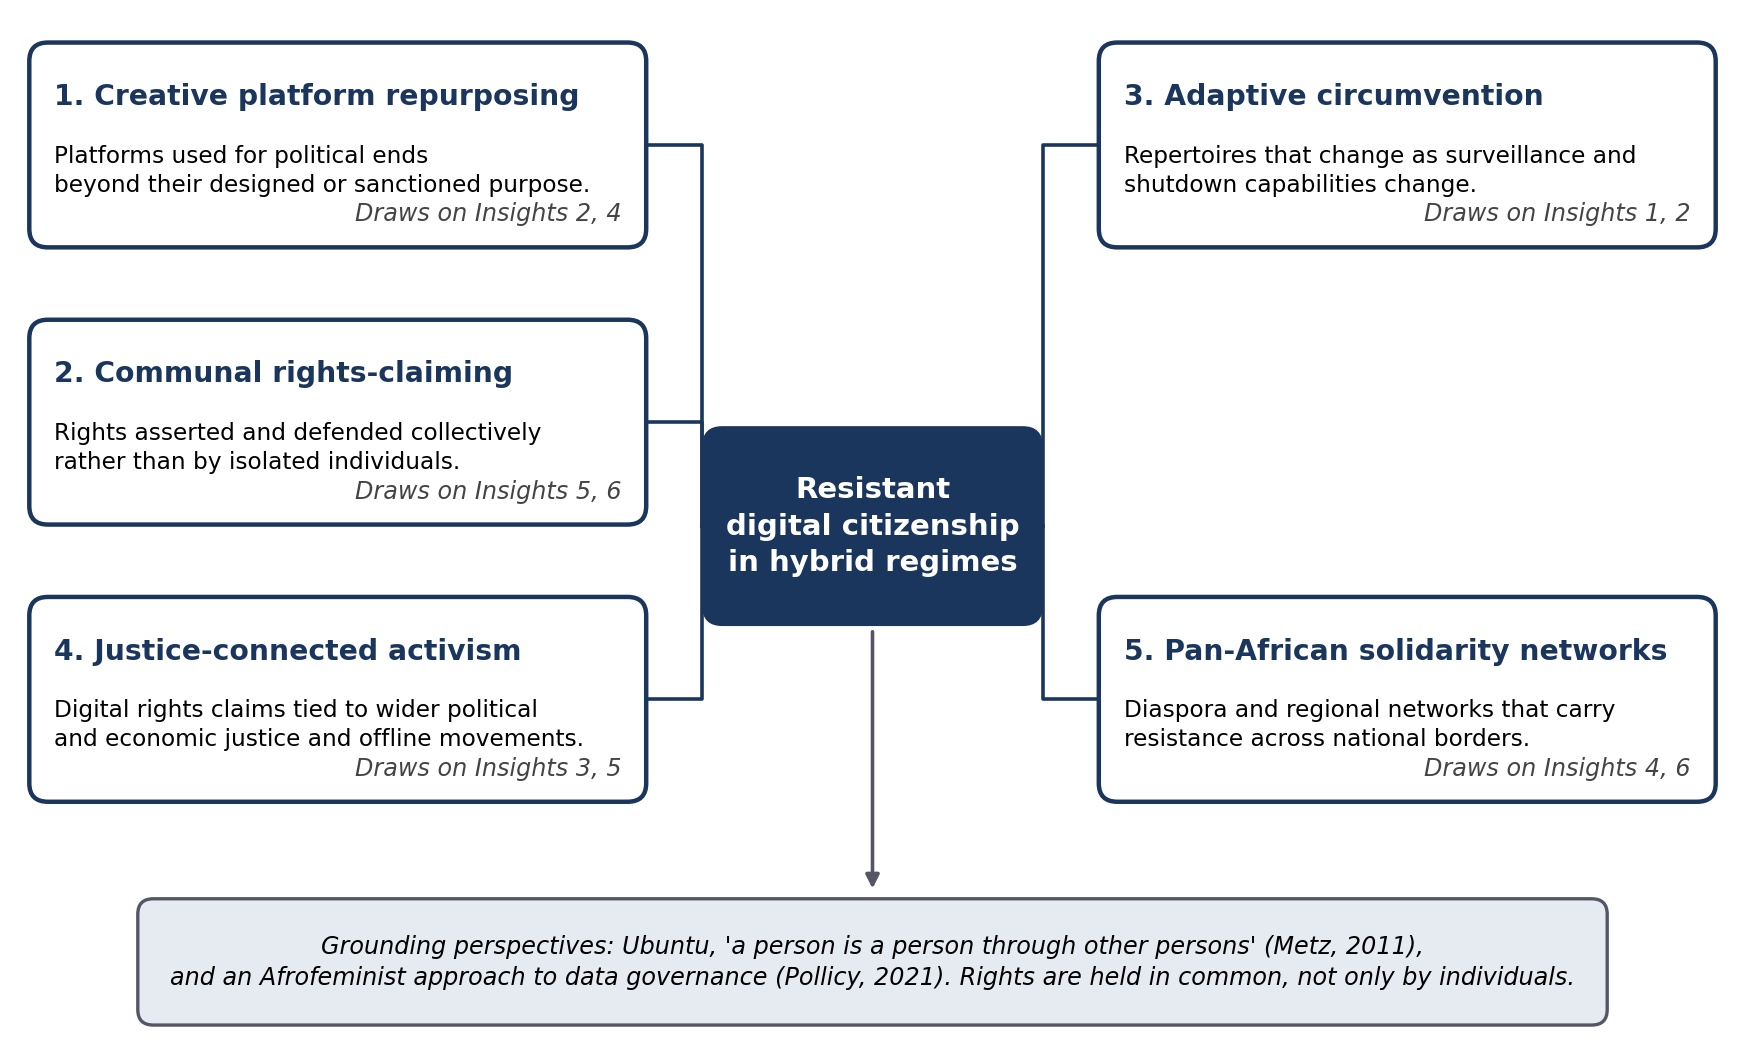 1. Creative platform repurposing
Platforms used for political ends
beyond their designed or sanctioned purpose.
Draws on Insights 2, 4
2. Communal rights-claiming
Rights asserted and defended collectively
rather than by isolated individuals.
Draws on Insights 5, 6
3. Adaptive circumvention
Repertoires that change as surveillance and
shutdown capabilities change.
Draws on Insights 1, 2
Resistant
digital citizenship
in hybrid regimes
4. Justice-connected activism
Digital rights claims tied to wider political
and economic justice and offline movements.
Draws on Insights 3, 5
5. Pan-African solidarity networks
Diaspora and regional networks that carry
resistance across national borders.
Draws on Insights 4, 6
Grounding perspectives: Ubuntu, 'a person is a person through other persons' (Metz, 2011),
and an Afrofeminist approach to data governance (Pollicy, 2021). Rights are held in common, not only by individuals.